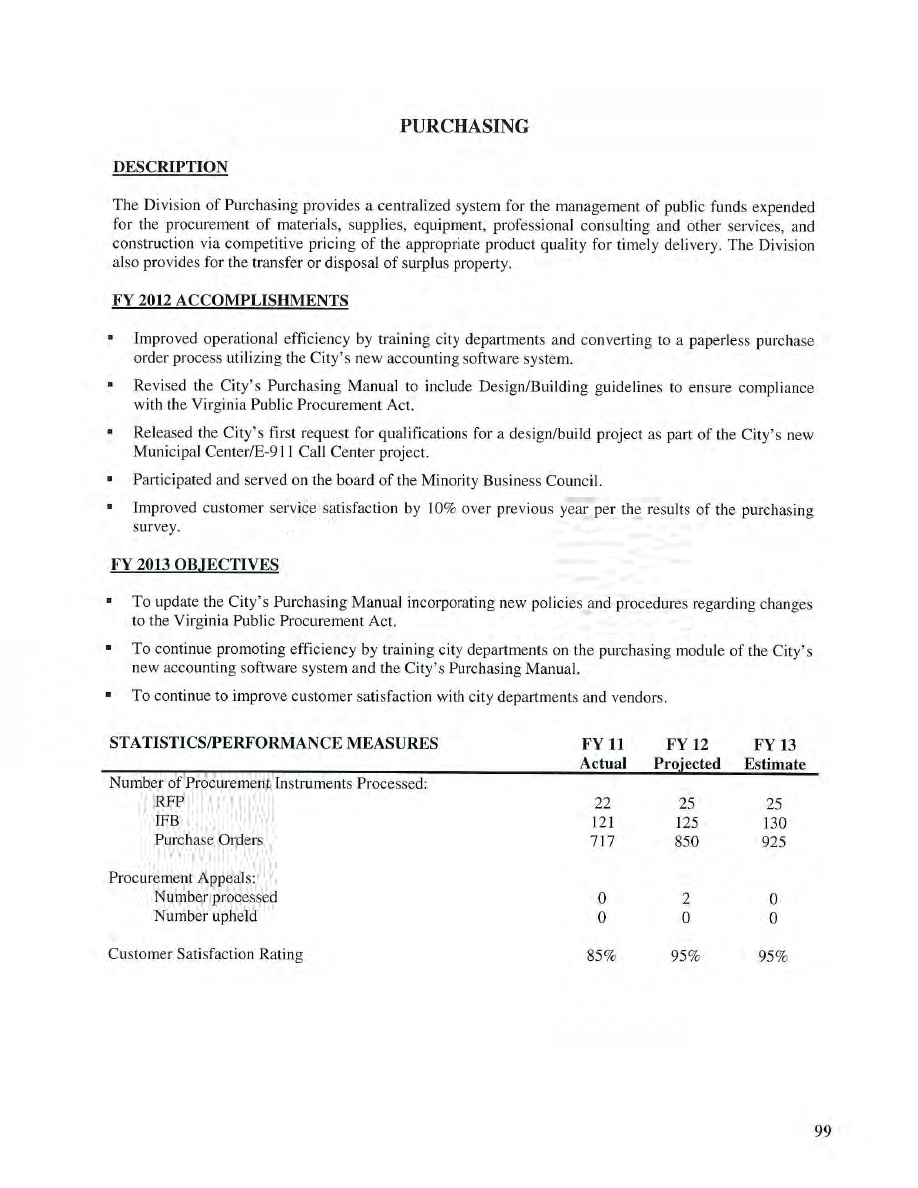 PURCHASING
DESCRIPTION
The Division of Purchasing provides a centralized system for the management of public funds expended
for the procurement of materials, supplies, equipment, professional consulting and other services, and
construction via competitive pricing of the appropriate product quality for timely delivery. The Division
also provides for the transfer or disposal of surplus property.
FY 2012 ACCOMPLISHMENTS
▪ Improved operational efficiency by training city departments and converting to a paperless purchase
order process utilizing the City's new accounting software system.
▪ Revised the City's Purchasing Manual to include Design/Building guidelines to ensure compliance
with the Virginia Public Procurement Act.
▪ Released the City's first request for qualifications for a design/build project as part of the City's new
Municipal Center/E-911 Call Center project.
▪ Participated and served on the board of the Minority Business Council.
▪ Improved customer service satisfaction by 10% over previous year per the results of the purchasing
survey.
FY 2013 OBJECTIVES
▪ To update the City's Purchasing Manual incorporating new policies and procedures regarding changes
to the Virginia Public Procurement Act.
▪ To continue promoting efficiency by training city departments on the purchasing module of the City's
new accounting software system and the City's Purchasing Manual.
▪ To continue to improve customer satisfaction with city departments and vendors.
STATISTICS/PERFORMANCE MEASURES FY 11 FY 12 FY 13
Actual Projected Estimate
Number of Procurement Instruments Processed:
RFP 22 25 25
IFB 121 125 130
Purchase Orders 717 850 925
Procurement Appeals:
Number processed 0 2 0
Number upheld 0 0 0
Customer Satisfaction Rating 85% 95% 95%
99